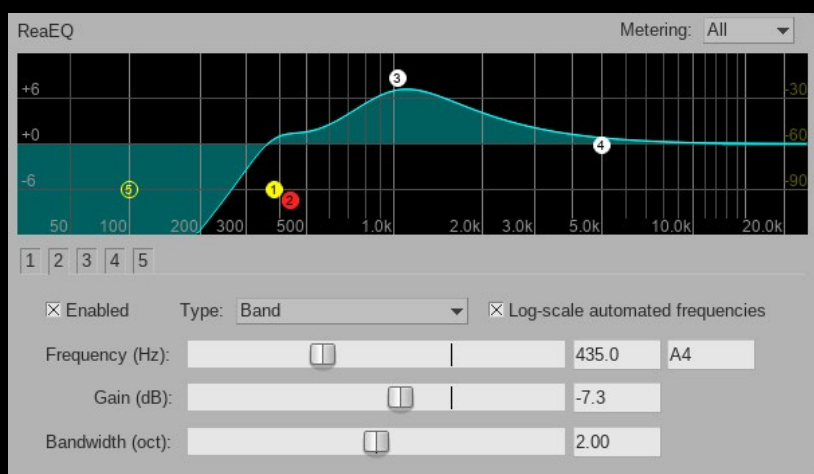 ReaEQ Metering: All
3
+6 -30
+0 -60
4
-6 5 1 -90
2
50 100 200 300 500 1.0k 2.0k 3.0k 5.0k 10.0k 20.0k
1 2 3 4 5
Enabled Type: Band Log-scale automated frequencies
Frequency (Hz): 435.0 A4
Gain (dB): -7.3
Bandwidth (oct): 2.00